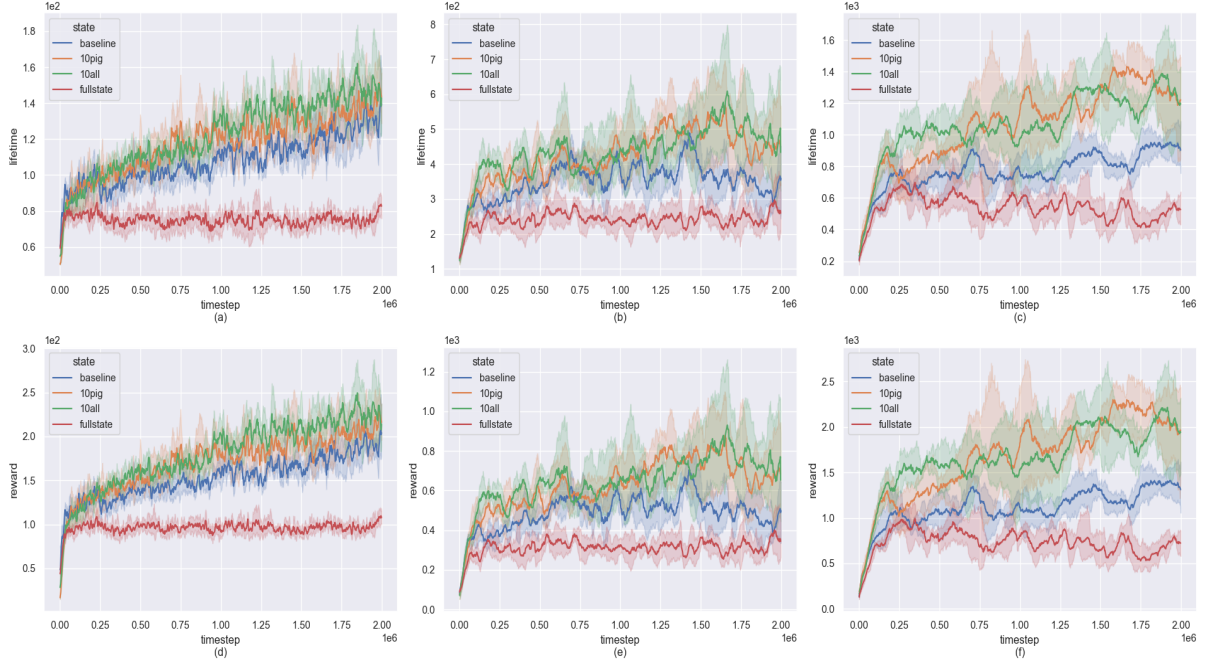 1e2
state
baseline
10pig
10all
fullstate
1.8
1.6
1.4
1.2
1.0
0.8
0.6
lifetime
0.00 0.25 0.50 0.75 1.00 1.25 1.50 1.75 2.00
1e6
timestep
(a)
1e2
state
baseline
10pig
10all
fullstate
8
7
6
5
4
3
2
1
lifetime
0.00 0.25 0.50 0.75 1.00 1.25 1.50 1.75 2.00
1e6
timestep
(b)
1e3
state
baseline
10pig
10all
fullstate
1.6
1.4
1.2
1.0
0.8
0.6
0.4
0.2
lifetime
0.00 0.25 0.50 0.75 1.00 1.25 1.50 1.75 2.00
1e6
timestep
(c)
1e2
state
baseline
10pig
10all
fullstate
3.0
2.5
2.0
1.5
1.0
0.5
reward
0.00 0.25 0.50 0.75 1.00 1.25 1.50 1.75 2.00
1e6
timestep
(d)
1e3
state
baseline
10pig
10all
fullstate
1.2
1.0
0.8
0.6
0.4
0.2
0.0
reward
0.00 0.25 0.50 0.75 1.00 1.25 1.50 1.75 2.00
1e6
timestep
(e)
1e3
state
baseline
10pig
10all
fullstate
2.5
2.0
1.5
1.0
0.5
0.0
reward
0.00 0.25 0.50 0.75 1.00 1.25 1.50 1.75 2.00
1e6
timestep
(f)